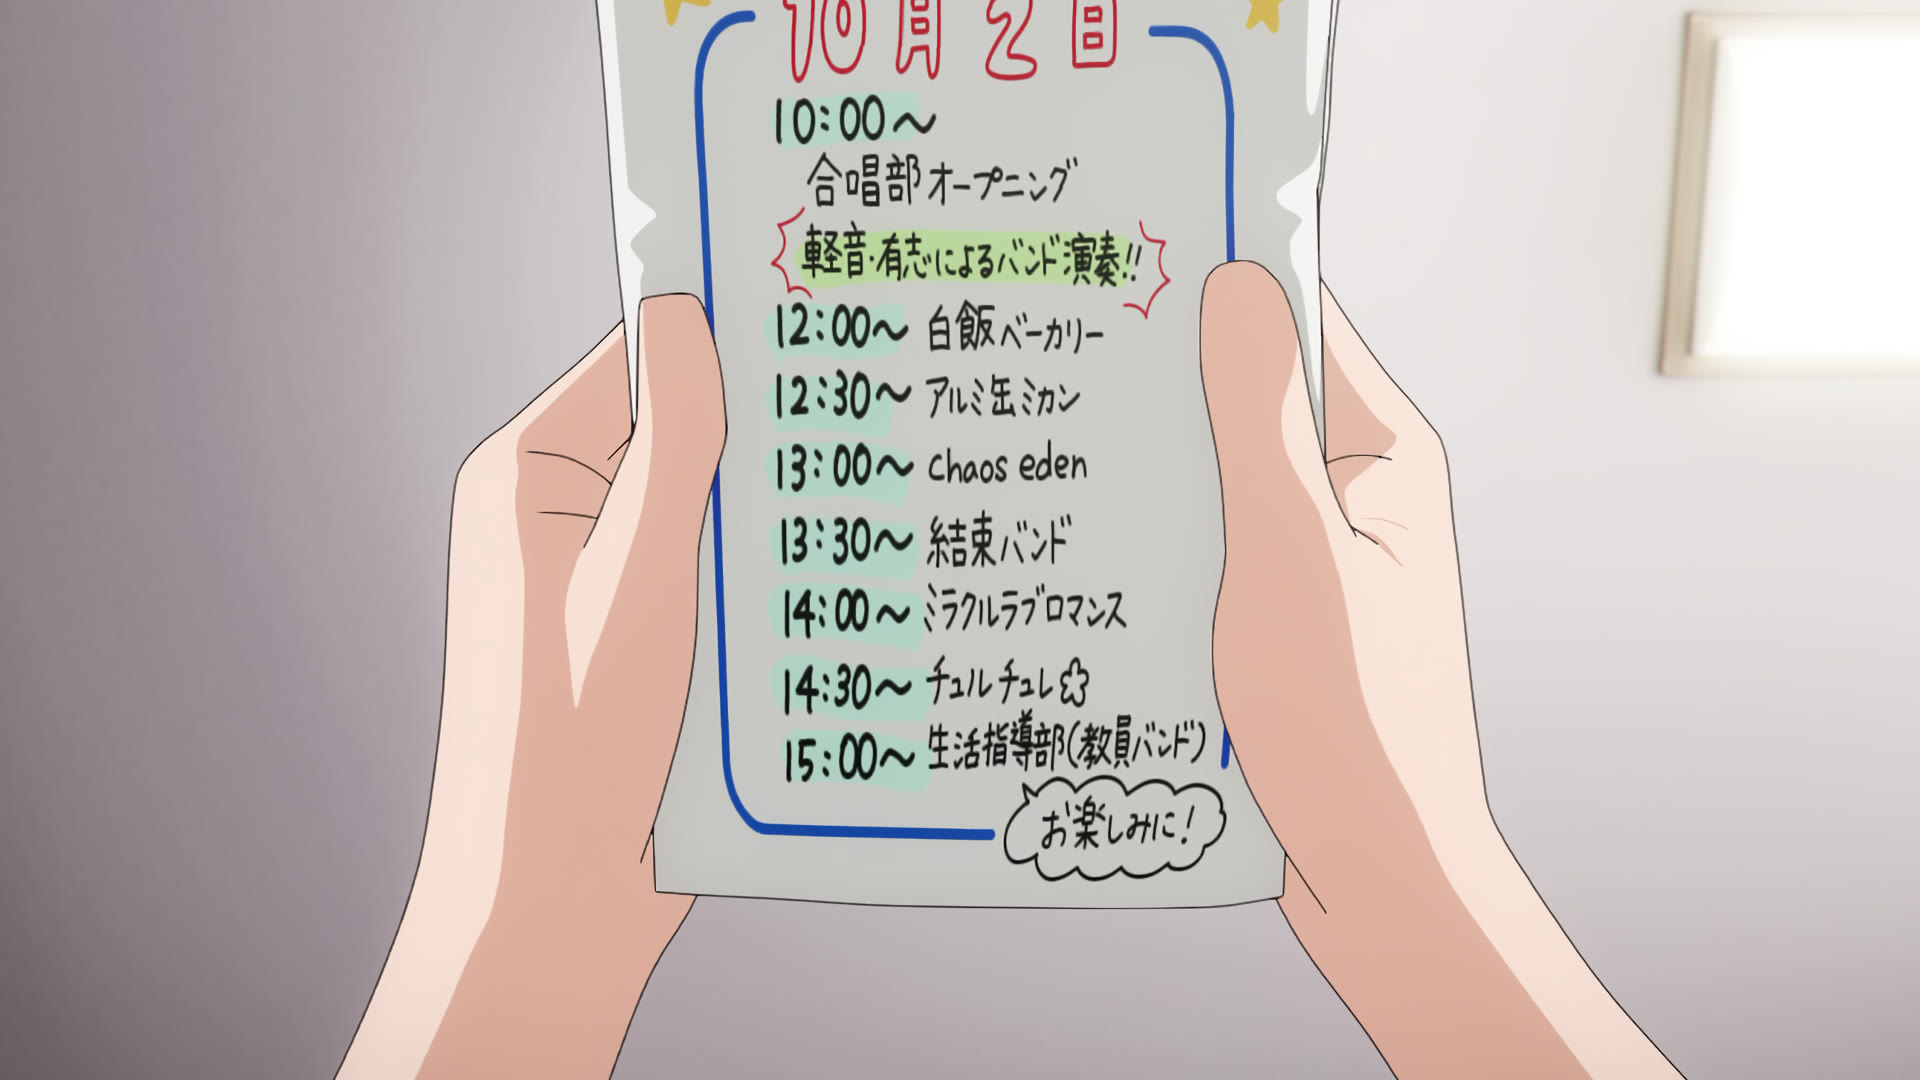 10月2日
10:00〜
合唱部オープニング
軽音・有志によるバンド演奏!!
12:00〜 白飯ベーカリー
12:30〜 アルミ缶ミカン
13:00〜 chaos eden
13:30〜 結束バンド
14:00〜 ミラクルラブロマンス
14:30〜 チュルチュレ✿
15:00〜 生活指導部(教員バンド)
お楽しみに!